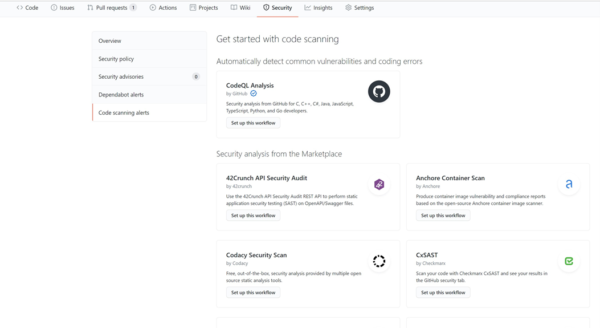 Code Issues Pull requests 1 Actions Projects Wiki Security Insights Settings
Overview
Security policy
Security advisories 0
Dependabot alerts
Code scanning alerts
Get started with code scanning
Automatically detect common vulnerabilities and coding errors
CodeQL Analysis
by GitHub
Security analysis from GitHub for C, C++, C#, Java, JavaScript,
TypeScript, Python, and Go developers.
Set up this workflow
Security analysis from the Marketplace
42Crunch API Security Audit
by 42crunch
Use the 42Crunch API Security Audit REST API to perform static
application security testing (SAST) on OpenAPI/Swagger files.
Set up this workflow
Anchore Container Scan
by Anchore
Produce container image vulnerability and compliance reports
based on the open-source Anchore container image scanner.
Set up this workflow
Codacy Security Scan
by Codacy
Free, out-of-the-box, security analysis provided by multiple open
source static analysis tools.
Set up this workflow
CxSAST
by Checkmarx
Scan your code with Checkmarx CxSAST and see your results in
the GitHub security tab.
Set up this workflow